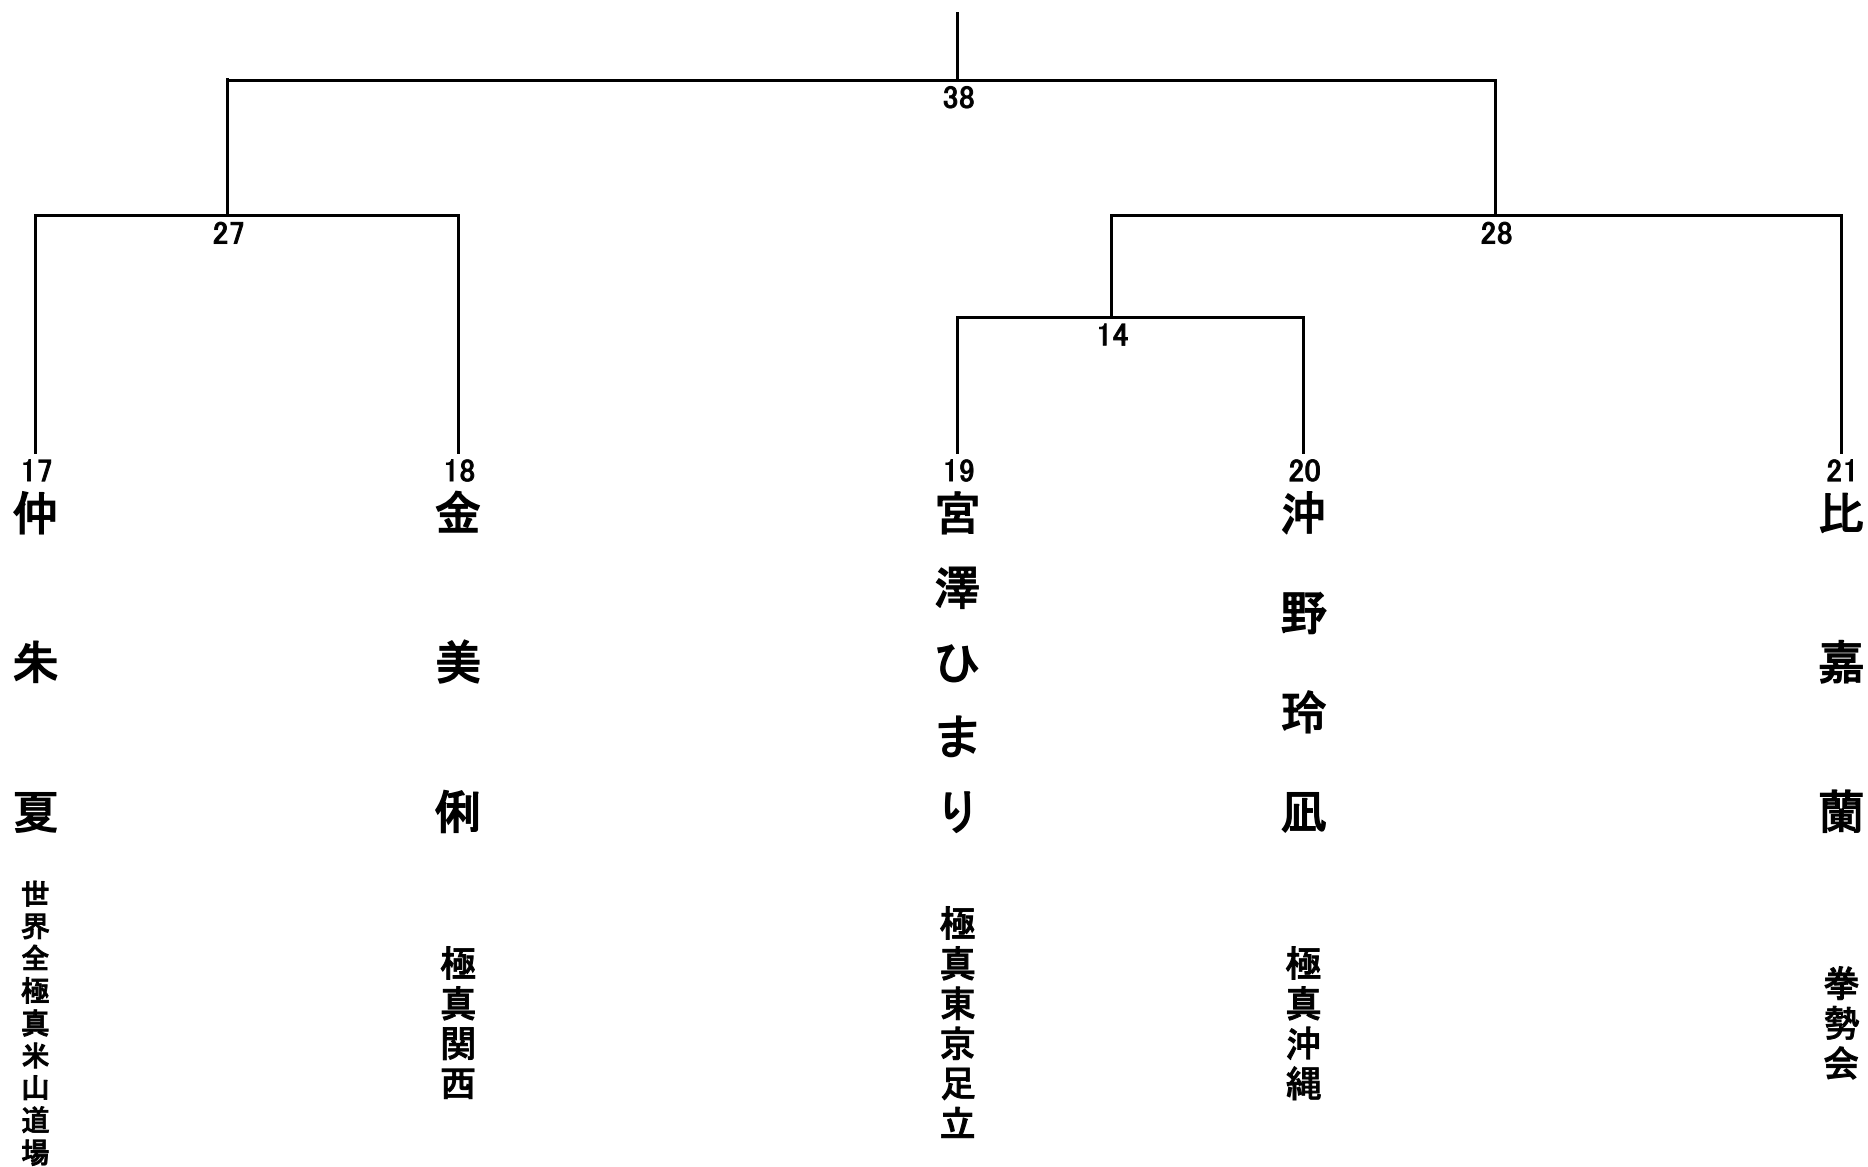 38
27
28
14
17
仲朱夏
世界全極真米山道場
18
金美俐
極真関西
19
宮澤ひまり
極真東京足立
20
沖野玲凪
極真沖縄
21
比嘉蘭
拳勢会